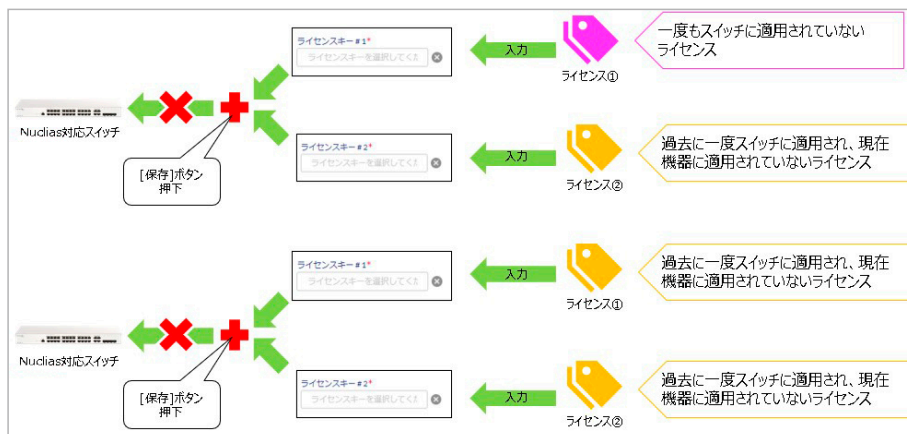 ライセンスキー#1*
ライセンスキーを選択してくだ
入力
ライセンス①
一度もスイッチに適用されていない
ライセンス
Nuclias対応スイッチ
[保存]ボタン
押下
ライセンスキー#2*
ライセンスキーを選択してくだ
入力
ライセンス②
過去に一度スイッチに適用され、現在
機器に適用されていないライセンス
ライセンスキー#1*
ライセンスキーを選択してくだ
入力
ライセンス①
過去に一度スイッチに適用され、現在
機器に適用されていないライセンス
Nuclias対応スイッチ
[保存]ボタン
押下
ライセンスキー#2*
ライセンスキーを選択してくだ
入力
ライセンス②
過去に一度スイッチに適用され、現在
機器に適用されていないライセンス